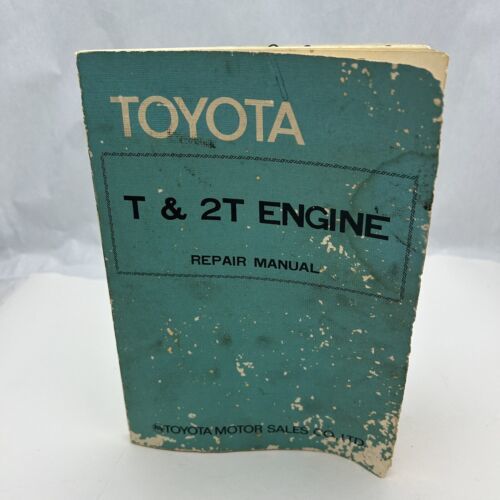 TOYOTA
T & 2T ENGINE
REPAIR MANUAL
TOYOTA MOTOR SALES CO., LTD.